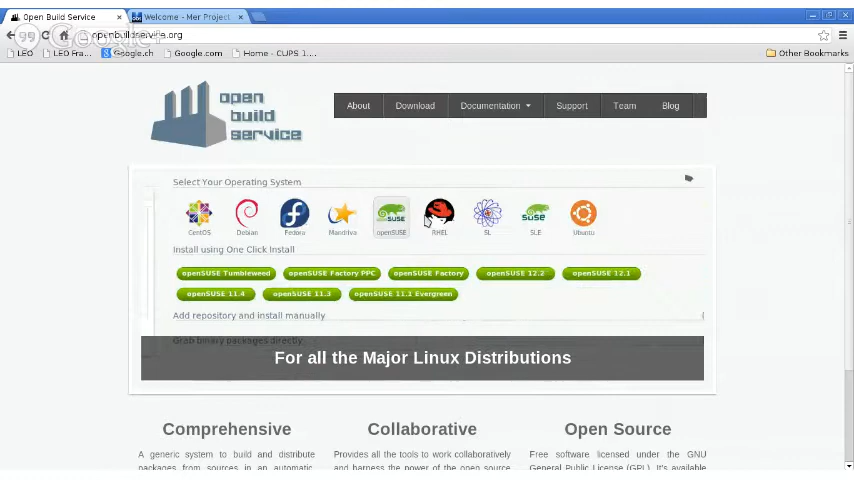 Open Build Service
Welcome - Mer Project
Google+
openbuildservice.org
LEO
LEO Fra...
Google.ch
Google.com
Home - CUPS 1....
Other Bookmarks
open
build
service
About
Download
Documentation
Support
Team
Blog
Select Your Operating System
CentOS
Debian
Fedora
Mandriva
openSUSE
RHEL
SL
SLE
Ubuntu
Install using One Click Install
openSUSE Tumbleweed
openSUSE Factory PPC
openSUSE Factory
openSUSE 12.2
openSUSE 12.1
openSUSE 11.4
openSUSE 11.3
openSUSE 11.1 Evergreen
Add repository and install manually
Grab binary packages directly
For all the Major Linux Distributions
Comprehensive
A generic system to build and distribute
packages from sources in an automatic,
Collaborative
Provides all the tools to work collaboratively
and harness the power of the open source
Open Source
Free software licensed under the GNU
General Public License (GPL). It's available